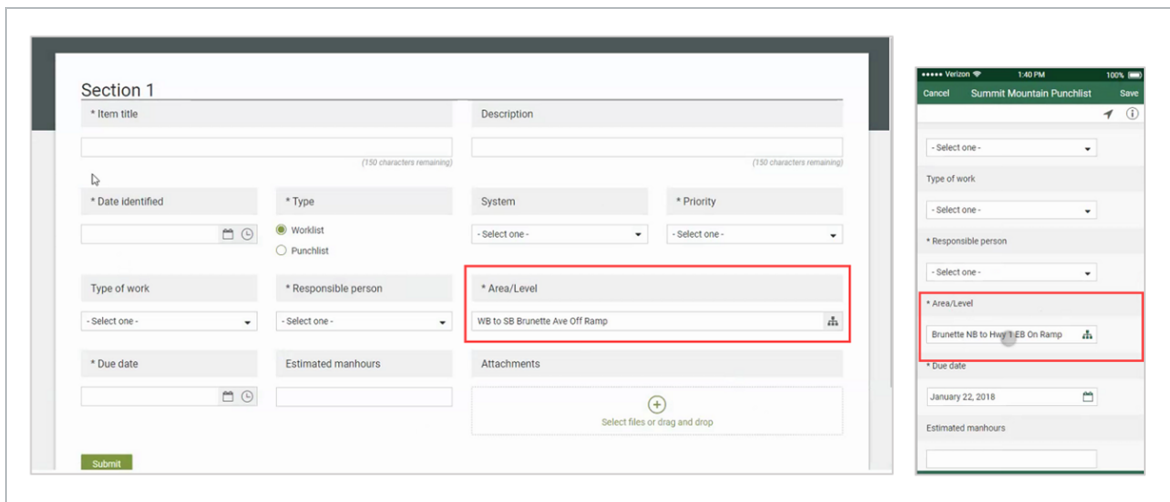 Section 1
* Item title
Description
(150 characters remaining)
(150 characters remaining)
* Date identified
* Type
System
* Priority
Worklist
- Select one -
- Select one -
Punchlist
Type of work
* Responsible person
* Area/Level
- Select one -
- Select one -
WB to SB Brunette Ave Off Ramp
* Due date
Estimated manhours
Attachments
Select files or drag and drop
Submit
Verizon 1:40 PM 100%
Cancel Summit Mountain Punchlist Save
- Select one -
Type of work
- Select one -
* Responsible person
- Select one -
* Area/Level
Brunette NB to Hwy 1 EB On Ramp
* Due date
January 22, 2018
Estimated manhours